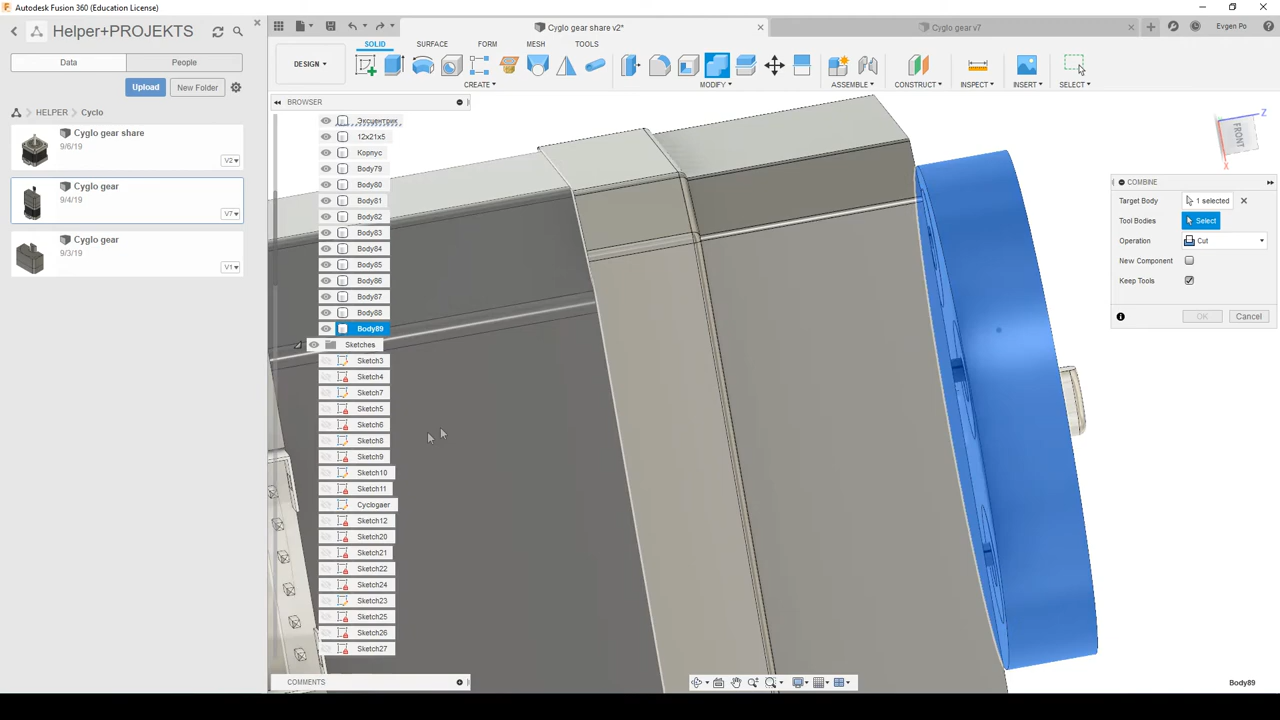 Autodesk Fusion 360 (Education License)
Helper+PROJEKTS
Data
People
Upload
New Folder
HELPER
Cyclo
Cyglo gear share
9/6/19
V2
Cyglo gear
9/4/19
V7
Cyglo gear
9/3/19
V1
Cyglo gear share v2*
Cyglo gear v7
Evgen Po
DESIGN
SOLID
SURFACE
FORM
MESH
TOOLS
CREATE
MODIFY
ASSEMBLE
CONSTRUCT
INSPECT
INSERT
SELECT
BROWSER
Эксцентрик
12x21x5
Корпус
Body79
Body80
Body81
Body82
Body83
Body84
Body85
Body86
Body87
Body88
Body89
Sketches
Sketch3
Sketch4
Sketch7
Sketch5
Sketch6
Sketch8
Sketch9
Sketch10
Sketch11
Cyclogaer
Sketch12
Sketch20
Sketch21
Sketch22
Sketch24
Sketch23
Sketch25
Sketch26
Sketch27
COMMENTS
FRONT
Z
X
COMBINE
Target Body
1 selected
Tool Bodies
Select
Operation
Cut
New Component
Keep Tools
OK
Cancel
Body89